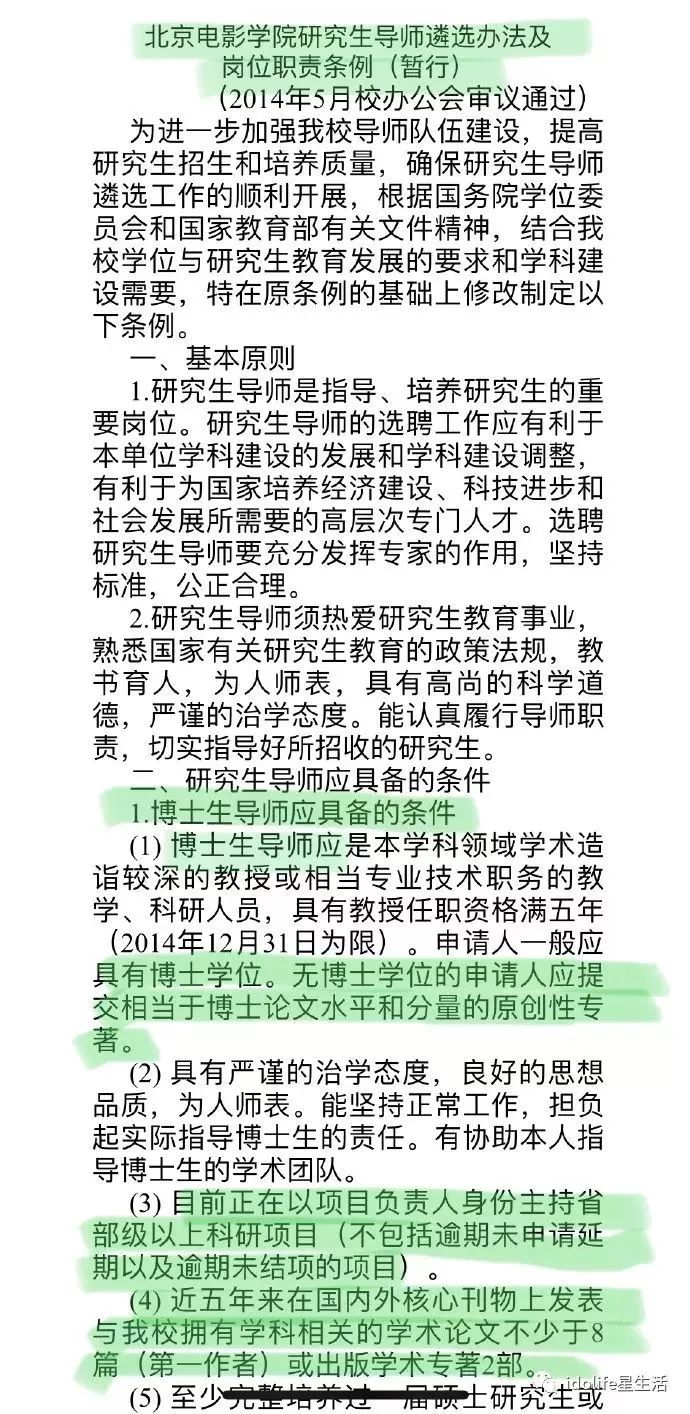 北京电影学院研究生导师遴选办法及
岗位职责条例（暂行）
（2014年5月校办公会审议通过）
为进一步加强我校导师队伍建设，提高
研究生招生和培养质量，确保研究生导师
遴选工作的顺利开展，根据国务院学位委
员会和国家教育部有关文件精神，结合我
校学位与研究生教育发展的要求和学科建
设需要，特在原条例的基础上修改制定以
下条例。
一、基本原则
1.研究生导师是指导、培养研究生的重
要岗位。研究生导师的选聘工作应有利于
本单位学科建设的发展和学科建设调整，
有利于为国家培养经济建设、科技进步和
社会发展所需要的高层次专门人才。选聘
研究生导师要充分发挥专家的作用，坚持
标准，公正合理。
2.研究生导师须热爱研究生教育事业，
熟悉国家有关研究生教育的政策法规，教
书育人，为人师表，具有高尚的科学道
德，严谨的治学态度。能认真履行导师职
责，切实指导好所招收的研究生。
二、研究生导师应具备的条件
1.博士生导师应具备的条件
(1) 博士生导师应是本学科领域学术造
诣较深的教授或相当专业技术职务的教
学、科研人员，具有教授任职资格满五年
（2014年12月31日为限）。申请人一般应
具有博士学位。无博士学位的申请人应提
交相当于博士论文水平和分量的原创性专
著。
(2) 具有严谨的治学态度，良好的思想
品质，为人师表。能坚持正常工作，担负
起实际指导博士生的责任。有协助本人指
导博士生的学术团队。
(3) 目前正在以项目负责人身份主持省
部级以上科研项目（不包括逾期未申请延
期以及逾期未结项的项目）。
(4) 近五年来在国内外核心刊物上发表
与我校拥有学科相关的学术论文不少于8
篇（第一作者）或出版学术专著2部。
idolife星生活
(5) 至少完整培养过一届硕士研究生或